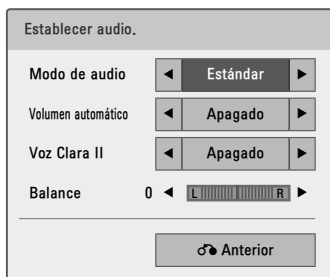 Establecer audio.
Modo de audio ◄ Estándar ►
Volumen automático ◄ Apagado ►
Voz Clara II ◄ Apagado ►
Balance 0 ◄ L R ►
Anterior